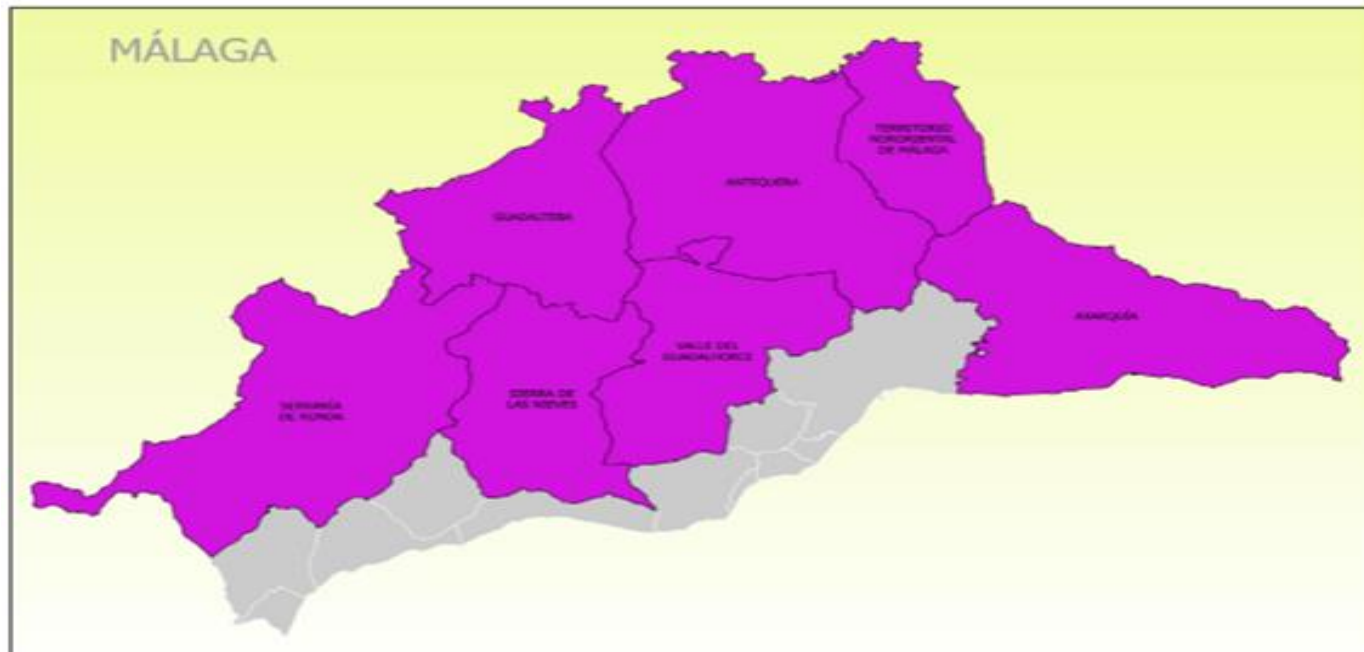 MÁLAGA
TERRITORIO
NORORIENTAL
DE MÁLAGA
ANTEQUERA
GUADALTEBA
AXARQUÍA
VALLE DEL
GUADALHORCE
SIERRA DE
LAS NIEVES
SERRANÍA
DE RONDA